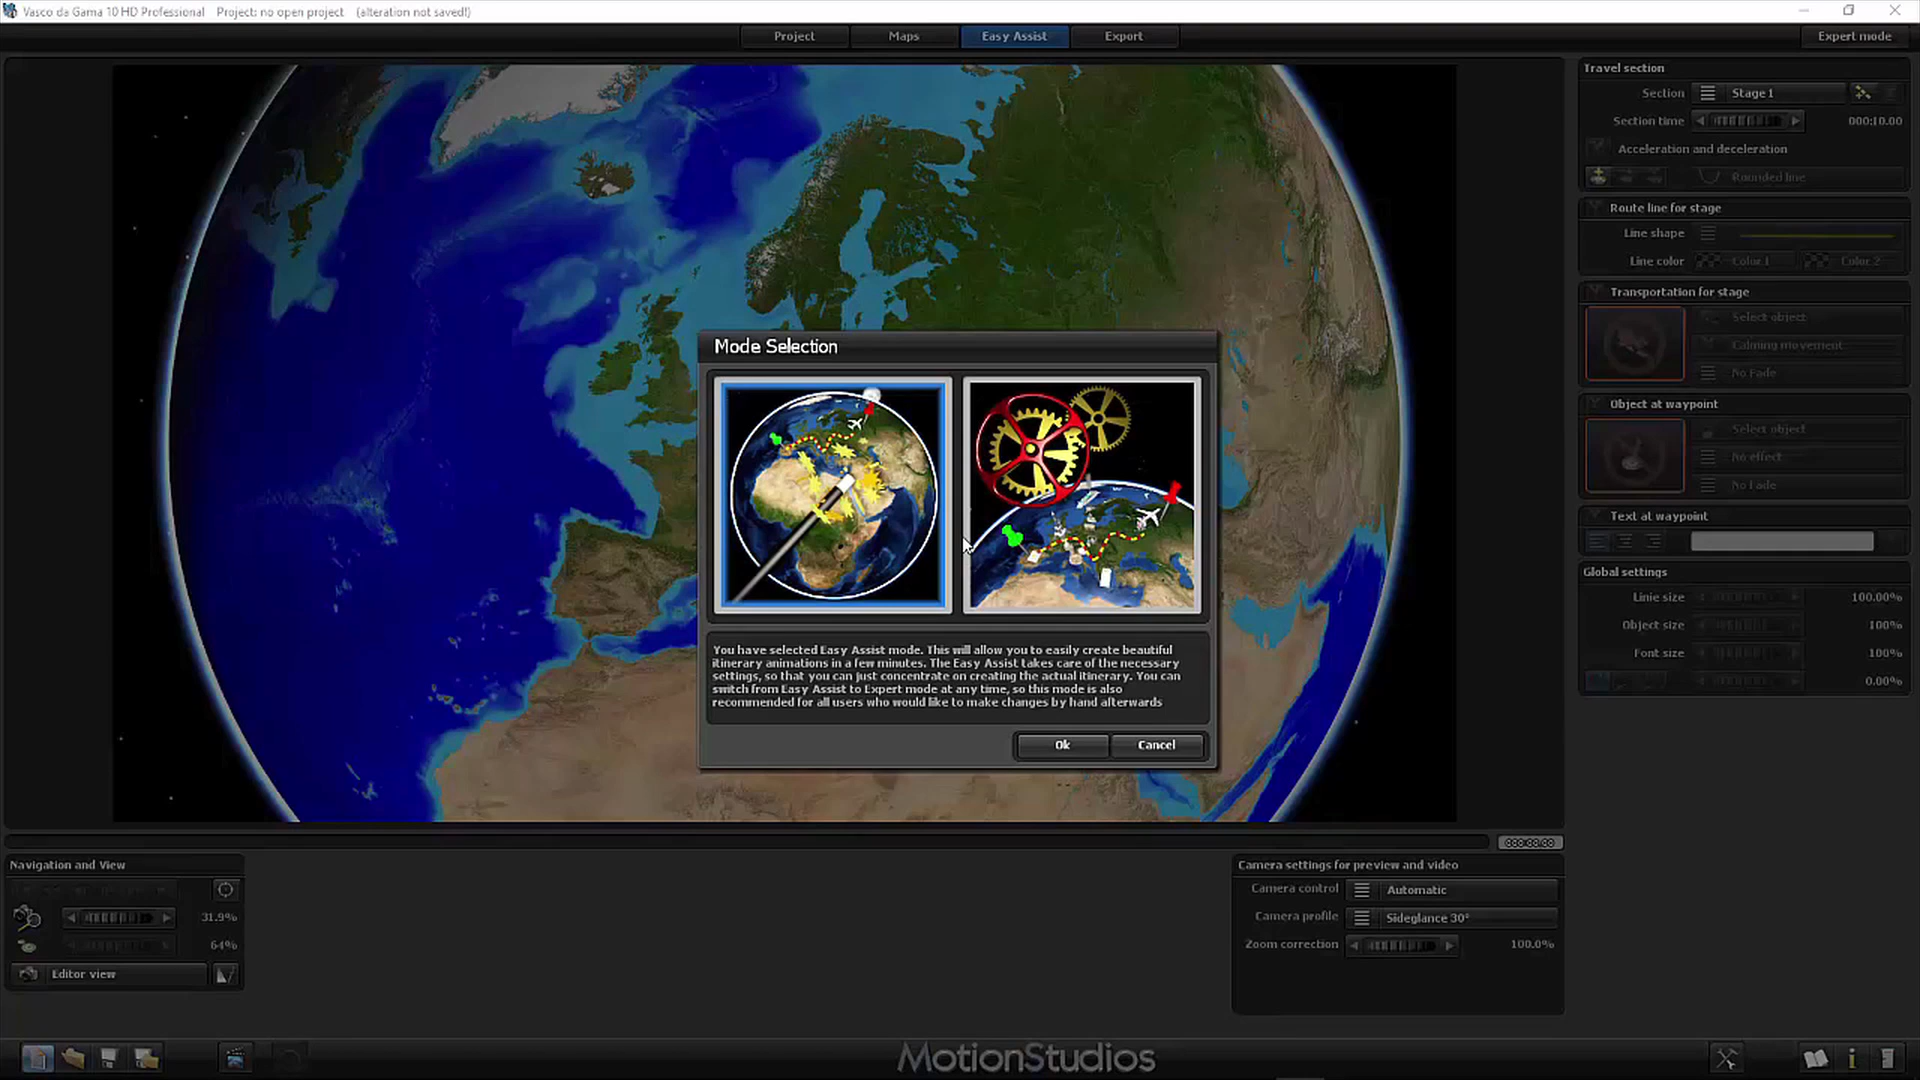 Vasco da Gama 10 HD Professional Project: no open project (alteration not saved!)
Project Maps Easy Assist Export Expert mode
Travel section
Section Stage 1
Section time 000:10.00
Acceleration and deceleration
Rounded line
Route line for stage
Line shape
Line color Color 1 Color 2
Transportation for stage
Select object
Calming movement
No Fade
Object at waypoint
Select object
No effect
No Fade
Text at waypoint
Global settings
Linie size 100.00%
Object size 100%
Font size 100%
0.00%
Mode Selection
You have selected Easy Assist mode. This will allow you to easily create beautiful
itinerary animations in a few minutes. The Easy Assist takes care of the necessary
settings, so that you can just concentrate on creating the actual itinerary. You can
switch from Easy Assist to Expert mode at any time, so this mode is also
recommended for all users who would like to make changes by hand afterwards
Ok Cancel
000:00:00
Navigation and View
31.9%
64%
Editor view
Camera settings for preview and video
Camera control Automatic
Camera profile Sideglance 30°
Zoom correction 100.0%
MotionStudios